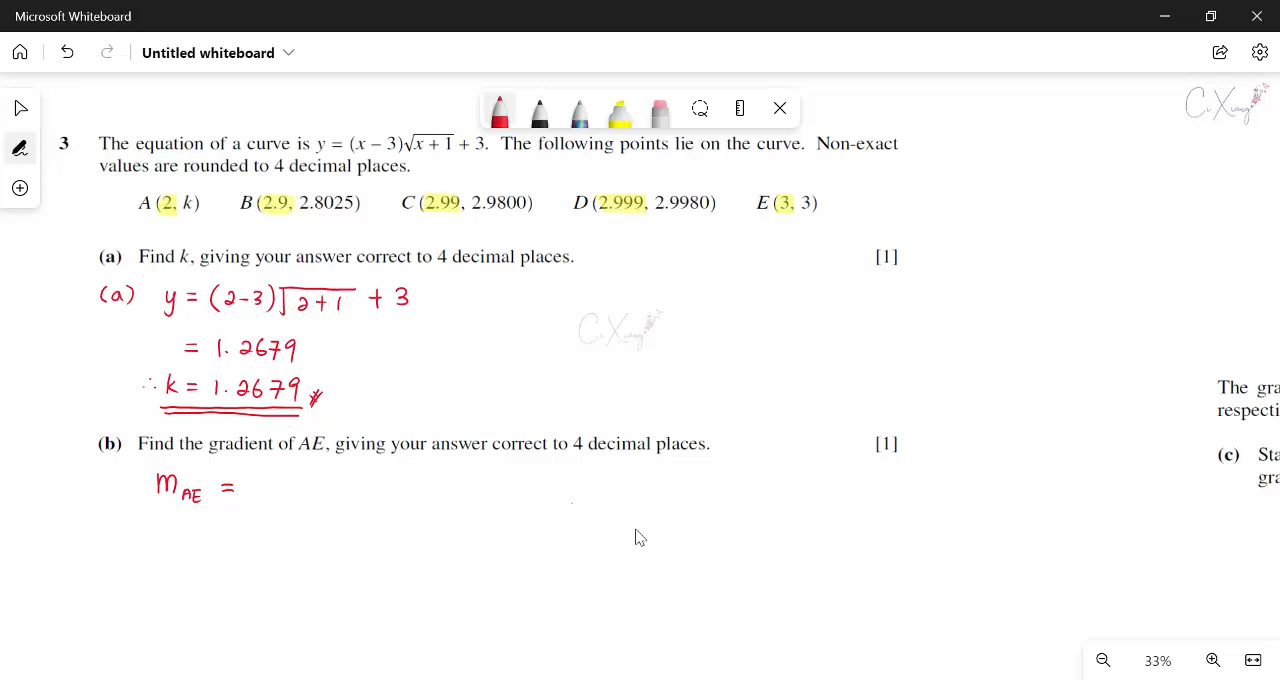 Microsoft Whiteboard
Untitled whiteboard
Ci Xiang
3 The equation of a curve is y = (x − 3)√(x + 1) + 3. The following points lie on the curve. Non-exact
values are rounded to 4 decimal places.
A (2, k) B (2.9, 2.8025) C (2.99, 2.9800) D (2.999, 2.9980) E (3, 3)
(a) Find k, giving your answer correct to 4 decimal places. [1]
(a) y = (2-3)√(2+1) + 3
Ci Xiang
= 1.2679
∴ k = 1.2679 *
The gra
respecti
(b) Find the gradient of AE, giving your answer correct to 4 decimal places. [1]
(c) Sta
gra
m_AE =
33%